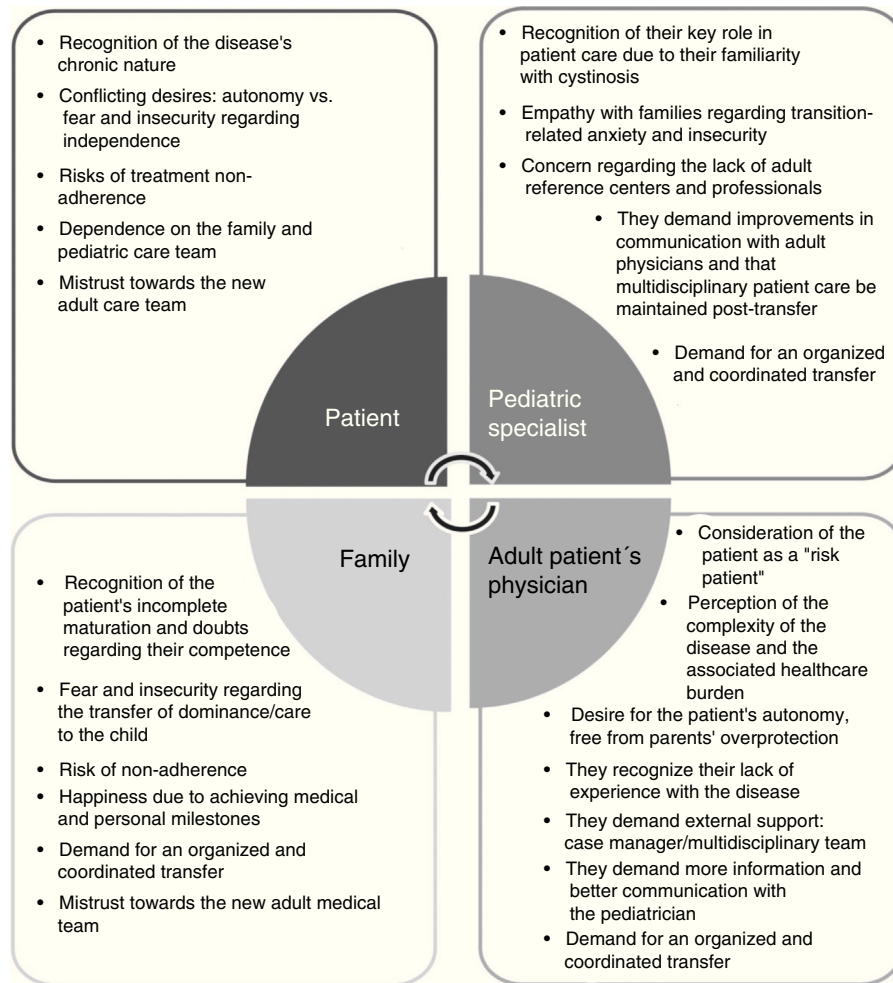 • Recognition of the disease's
chronic nature
• Conflicting desires: autonomy vs.
fear and insecurity regarding
independence
• Risks of treatment non-
adherence
• Dependence on the family and
pediatric care team
• Mistrust towards the new
adult care team
Patient
• Recognition of their key role in
patient care due to their familiarity
with cystinosis
• Empathy with families regarding transition-
related anxiety and insecurity
• Concern regarding the lack of adult
reference centers and professionals
• They demand improvements in
communication with adult
physicians and that
multidisciplinary patient care be
maintained post-transfer
• Demand for an organized
and coordinated transfer
Pediatric
specialist
Family
• Recognition of the
patient's incomplete
maturation and doubts
regarding their competence
• Fear and insecurity regarding
the transfer of dominance/care
to the child
• Risk of non-adherence
• Happiness due to achieving medical
and personal milestones
• Demand for an organized and
coordinated transfer
• Mistrust towards the new adult medical
team
Adult patient´s
physician
• Consideration of the
patient as a "risk
patient"
• Perception of the
complexity of the
disease and the
associated healthcare
burden
• Desire for the patient's autonomy,
free from parents' overprotection
• They recognize their lack of
experience with the disease
• They demand external support:
case manager/multidisciplinary team
• They demand more information and
better communication with
the pediatrician
• Demand for an organized and
coordinated transfer